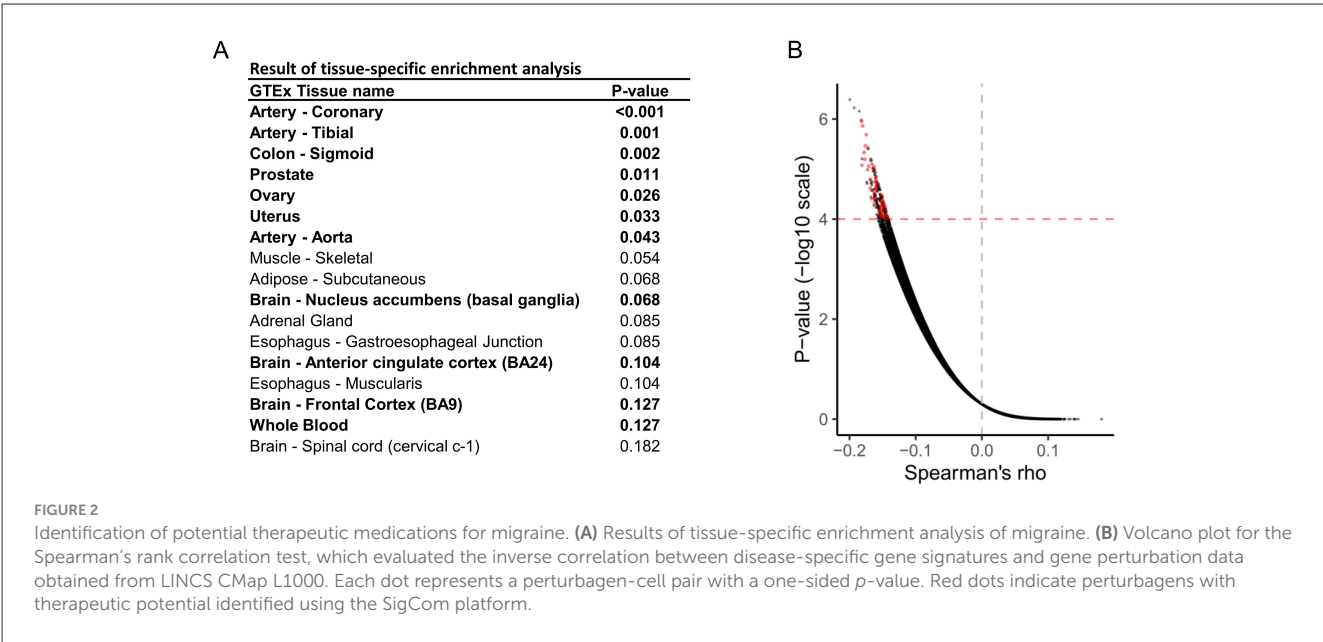 A
Result of tissue-specific enrichment analysis
GTEx Tissue name P-value
Artery - Coronary <0.001
Artery - Tibial 0.001
Colon - Sigmoid 0.002
Prostate 0.011
Ovary 0.026
Uterus 0.033
Artery - Aorta 0.043
Muscle - Skeletal 0.054
Adipose - Subcutaneous 0.068
Brain - Nucleus accumbens (basal ganglia) 0.068
Adrenal Gland 0.085
Esophagus - Gastroesophageal Junction 0.085
Brain - Anterior cingulate cortex (BA24) 0.104
Esophagus - Muscularis 0.104
Brain - Frontal Cortex (BA9) 0.127
Whole Blood 0.127
Brain - Spinal cord (cervical c-1) 0.182
B
P-value (−log10 scale)
6
4
2
0
−0.2 −0.1 0.0 0.1
Spearman's rho
FIGURE 2
Identification of potential therapeutic medications for migraine. (A) Results of tissue-specific enrichment analysis of migraine. (B) Volcano plot for the
Spearman's rank correlation test, which evaluated the inverse correlation between disease-specific gene signatures and gene perturbation data
obtained from LINCS CMap L1000. Each dot represents a perturbagen-cell pair with a one-sided p-value. Red dots indicate perturbagens with
therapeutic potential identified using the SigCom platform.